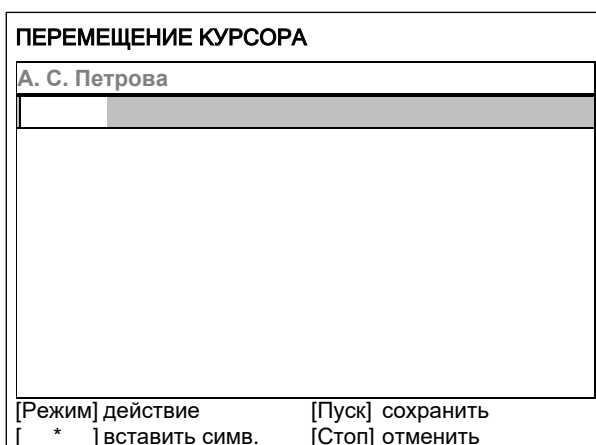 ПЕРЕМЕЩЕНИЕ КУРСОРА
А. С. Петрова
[Режим] действие [Пуск] сохранить
[ * ] вставить симв. [Стоп] отменить